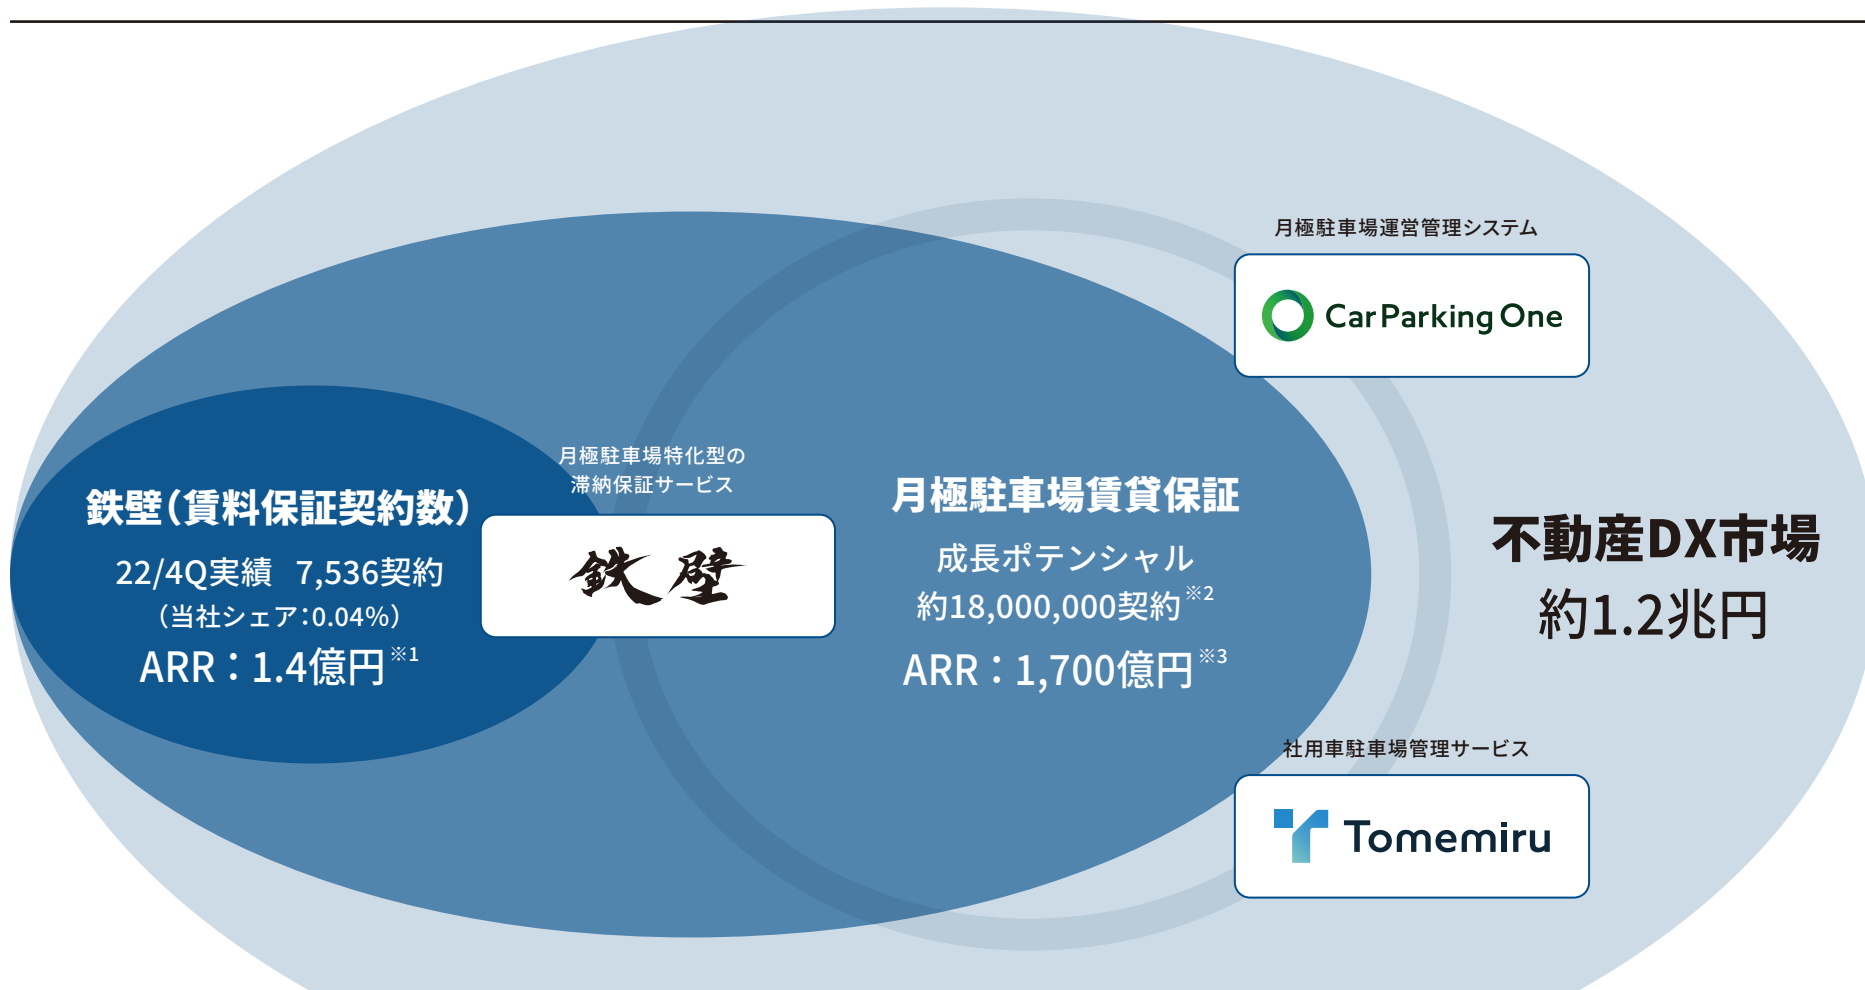 月極駐車場運営管理システム
CarParking One
月極駐車場特化型の
滞納保証サービス
鉄壁
鉄壁（賃料保証契約数）
22/4Q実績 7,536契約
（当社シェア：0.04%）
ARR：1.4億円※1
月極駐車場賃貸保証
成長ポテンシャル
約18,000,000契約※2
ARR：1,700億円※3
不動産DX市場
約1.2兆円
社用車駐車場管理サービス
Tomemiru